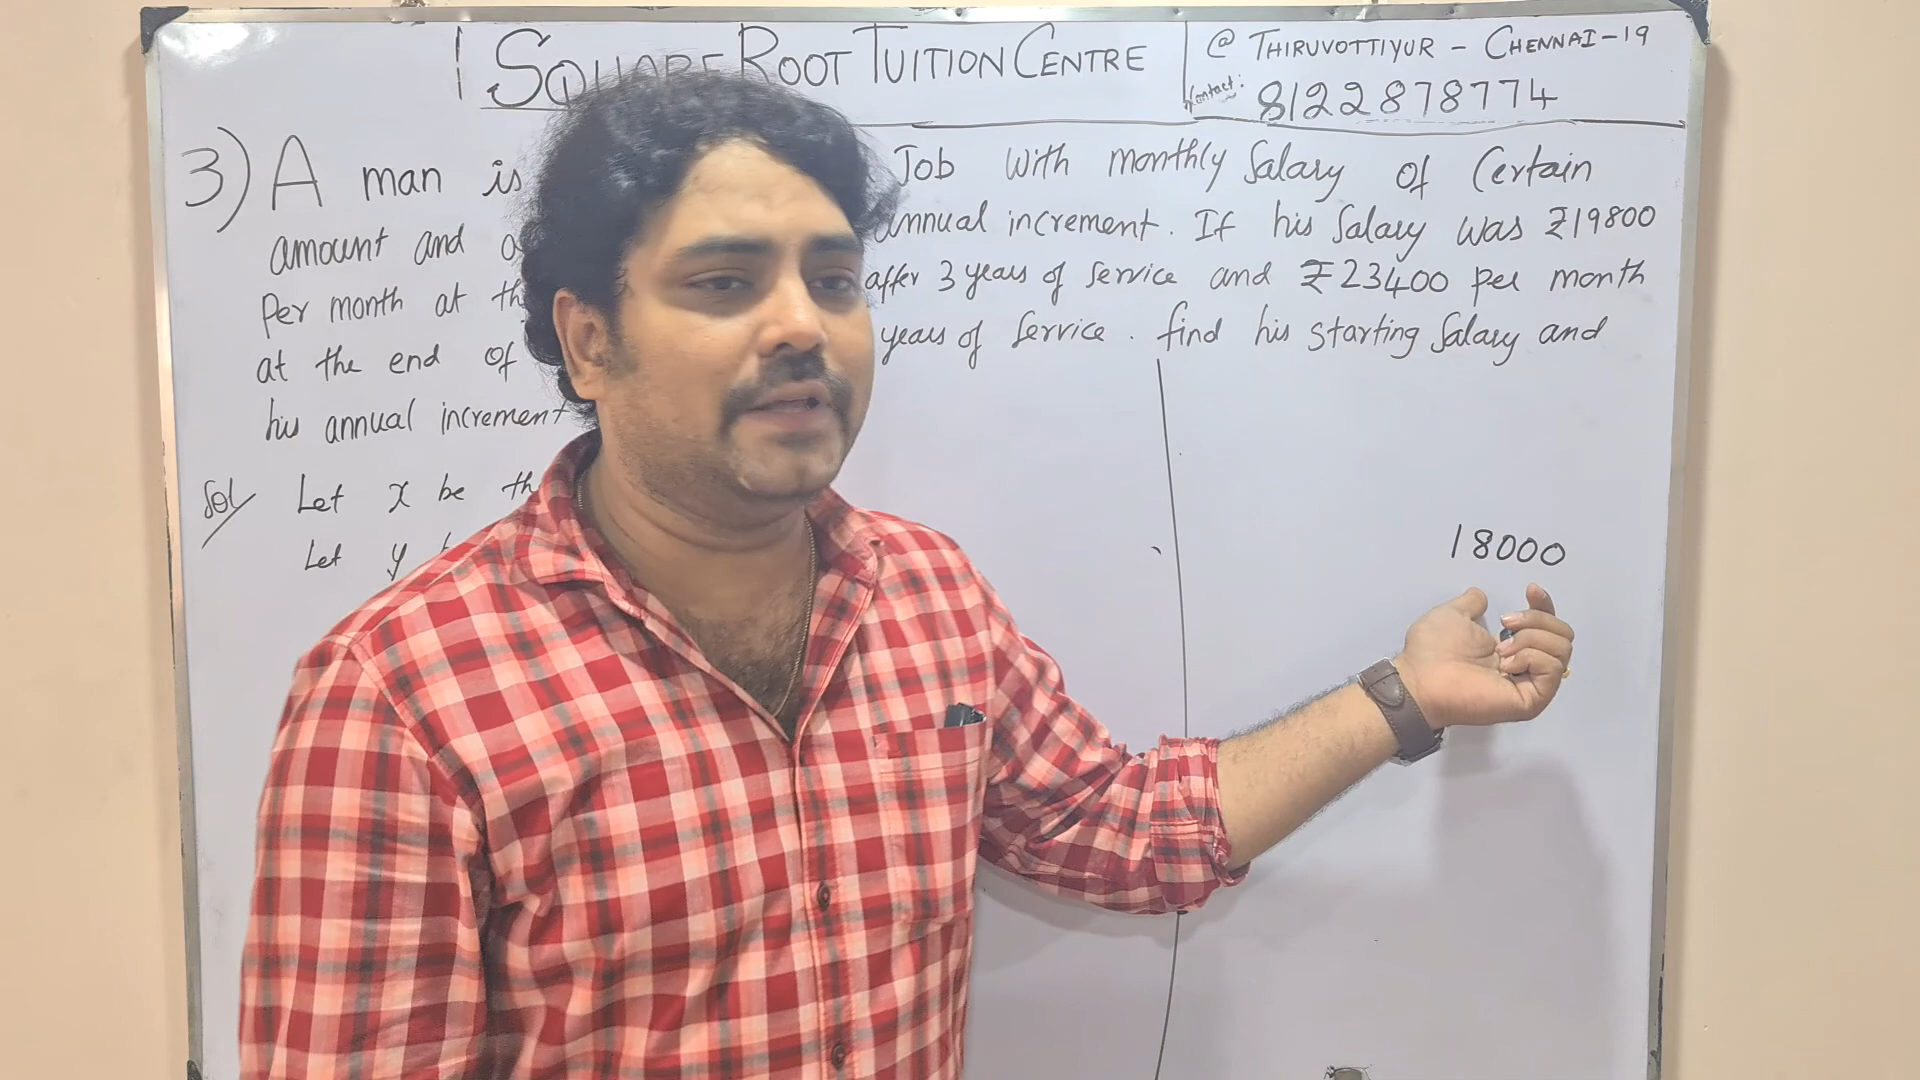 SQUARE ROOT TUITION CENTRE
@ THIRUVOTTIYUR - CHENNAI-19
Contact: 8122878774
3) A man is Job with monthly Salary of Certain
amount and annual increment. If his Salary was ₹19800
Per month at after 3 years of service and ₹23400 per month
at the end of years of service. find his starting Salary and
his annual increment
Sol Let x be
Let y
18000